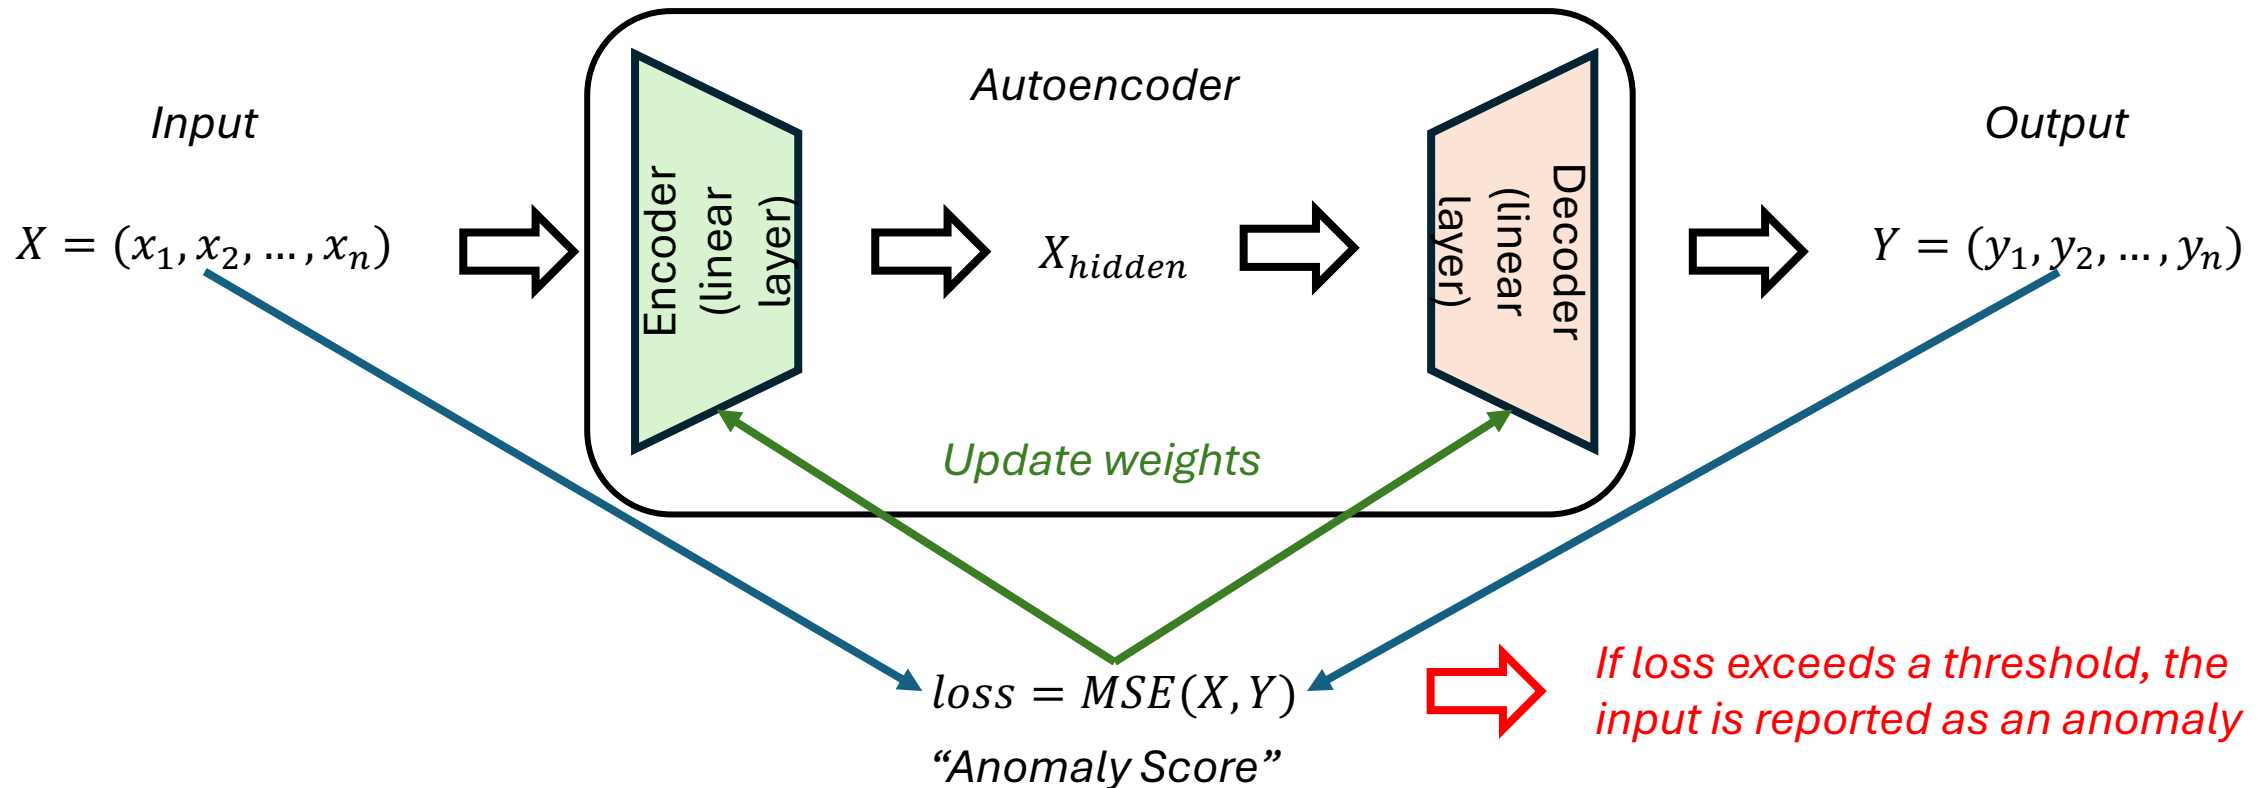 Autoencoder
Input
Output
X = (x₁, x₂, … , xₙ)
Encoder
(linear
layer)
X_hidden
Decoder
(linear
layer)
Y = (y₁, y₂, … , yₙ)
Update weights
loss = MSE(X, Y)
“Anomaly Score”
If loss exceeds a threshold, the
input is reported as an anomaly